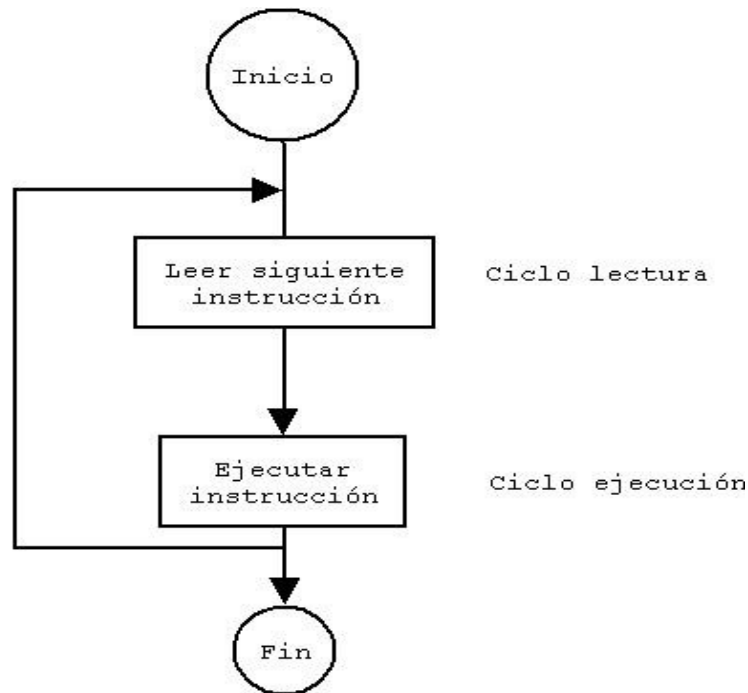 Inicio
Leer siguiente
instrucción
Ciclo lectura
Ejecutar
instrucción
Ciclo ejecución
Fin